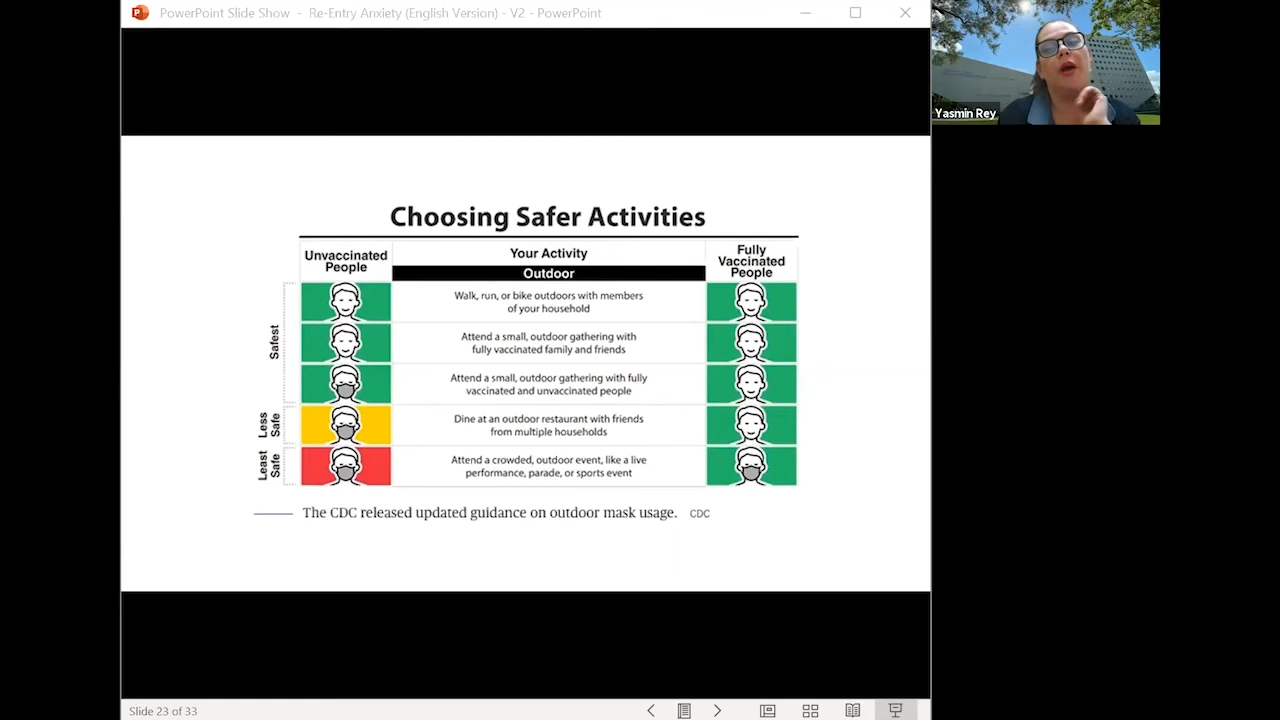 PowerPoint Slide Show - Re-Entry Anxiety (English Version) - V2 - PowerPoint
Yasmin Rey
Choosing Safer Activities
Unvaccinated
People
Your Activity
Fully
Vaccinated
People
Outdoor
Safest
Walk, run, or bike outdoors with members
of your household
Attend a small, outdoor gathering with
fully vaccinated family and friends
Attend a small, outdoor gathering with fully
vaccinated and unvaccinated people
Less
Safe
Dine at an outdoor restaurant with friends
from multiple households
Least
Safe
Attend a crowded, outdoor event, like a live
performance, parade, or sports event
The CDC released updated guidance on outdoor mask usage. CDC
Slide 23 of 33